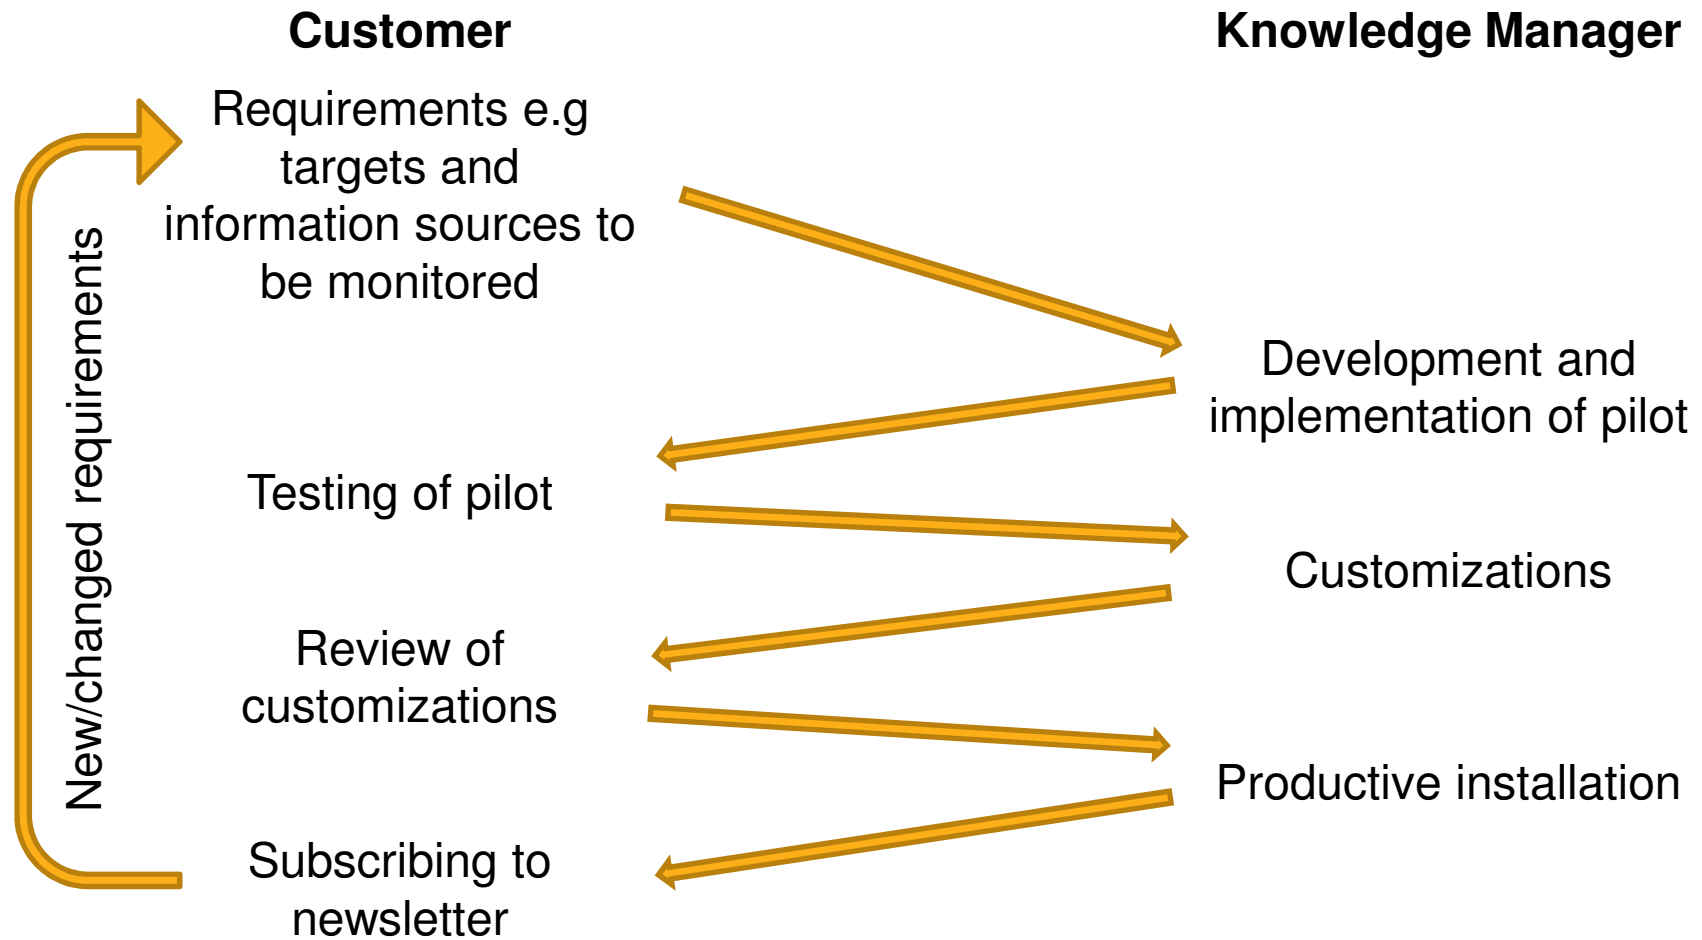 Customer
Knowledge Manager
Requirements e.g
targets and
information sources to
be monitored
Development and
implementation of pilot
Testing of pilot
Customizations
Review of
customizations
Productive installation
Subscribing to
newsletter
New/changed requirements